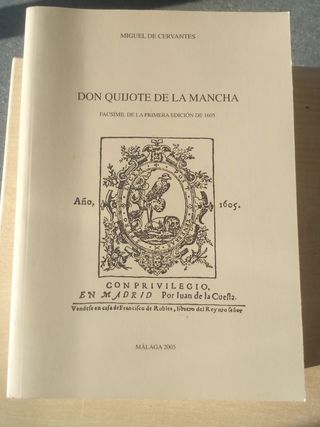 MIGUEL DE CERVANTES
DON QUIJOTE DE LA MANCHA
FACSÍMIL DE LA PRIMERA EDICIÓN DE 1605
Año, 1605.
CON PRIVILEGIO,
EN MADRID Por Iuan de la Cuesta.
Vendese en casa de Francisco de Robles, librero del Rey nřo señor
MÁLAGA 2005